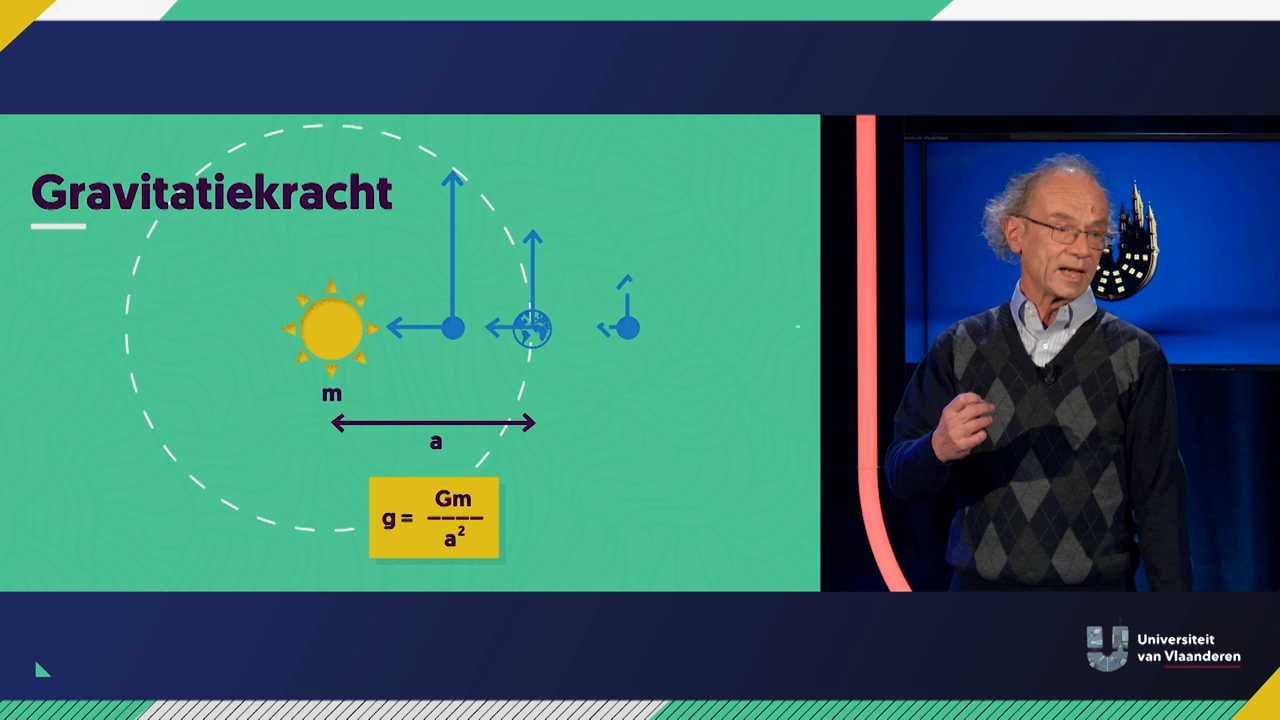 Gravitatiekracht
m
a
g = Gm
a²
Universiteit
van Vlaanderen